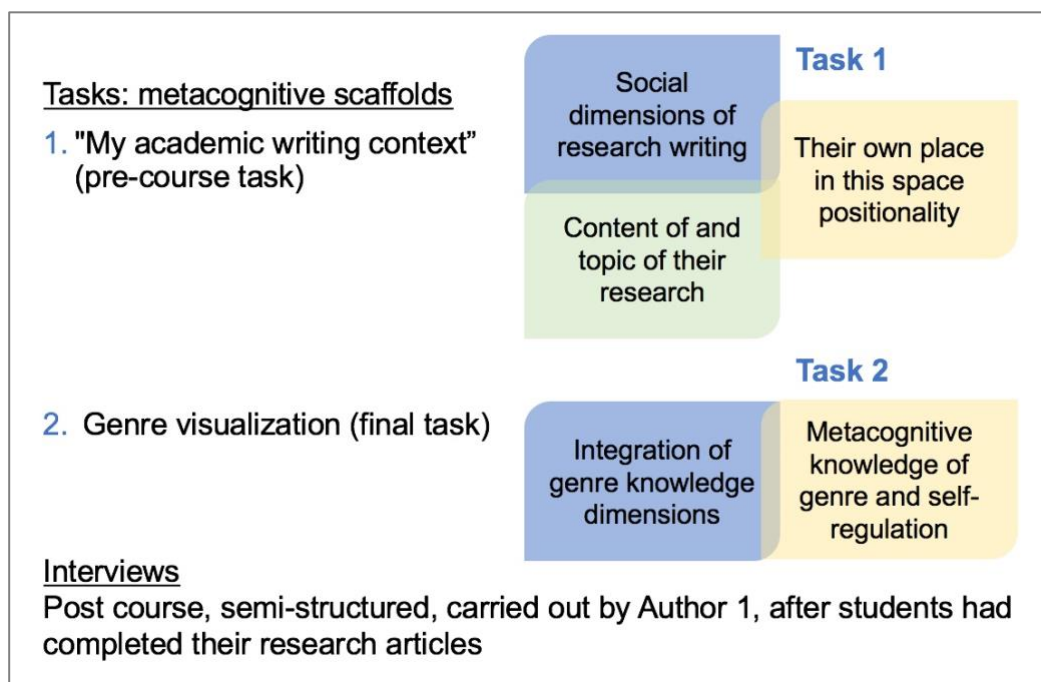 Tasks: metacognitive scaffolds
1. "My academic writing context”
(pre-course task)
Task 1
Social
dimensions of
research writing
Their own place
in this space
positionality
Content of and
topic of their
research
2. Genre visualization (final task)
Task 2
Integration of
genre knowledge
dimensions
Metacognitive
knowledge of
genre and self-
regulation
Interviews
Post course, semi-structured, carried out by Author 1, after students had
completed their research articles